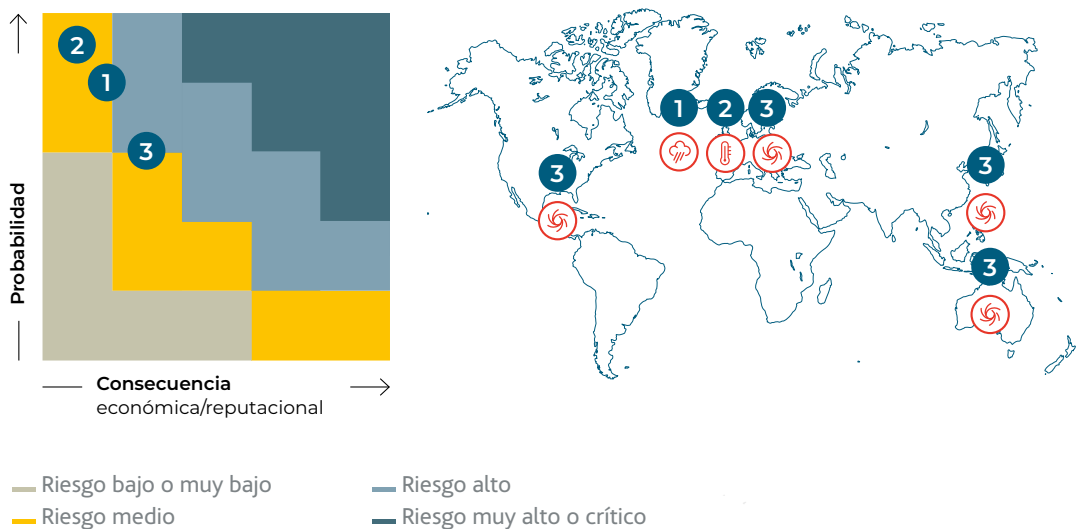 2
1
3
Probabilidad
Consecuencia
económica/reputacional
1
2
3
3
3
3
Riesgo bajo o muy bajo
Riesgo medio
Riesgo alto
Riesgo muy alto o crítico